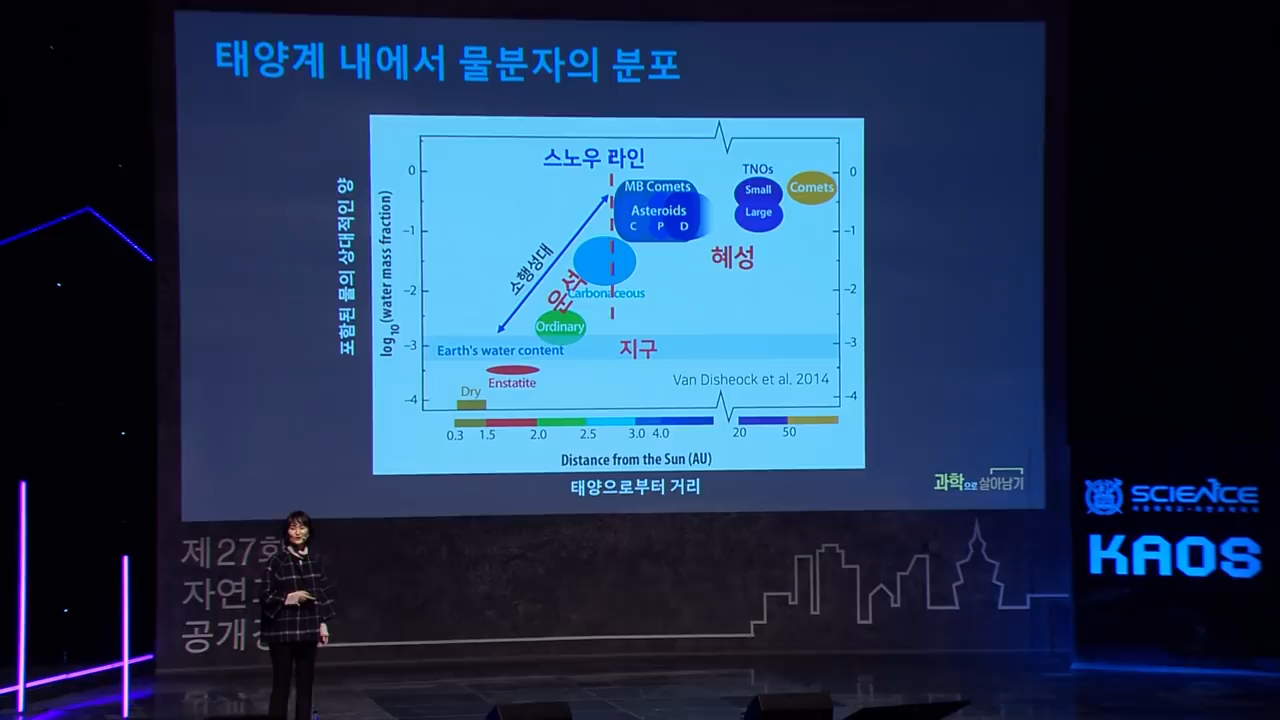 태양계 내에서 물분자의 분포
포함된 물의 상대적인 양
log10(water mass fraction)
0
−1
−2
−3
−4
스노우 라인
MB Comets
Asteroids
C P D
TNOs
Small
Large
Comets
혜성
소행성대
운석
Carbonaceous
Ordinary
Earth's water content
지구
Enstatite
Dry
Van Disheock et al. 2014
0
−1
−2
−3
−4
0.3 1.5 2.0 2.5 3.0 4.0 20 50
Distance from the Sun (AU)
태양으로부터 거리
과학으로 살아남기
제27회
자연
공개
SCIENCE
KAOS